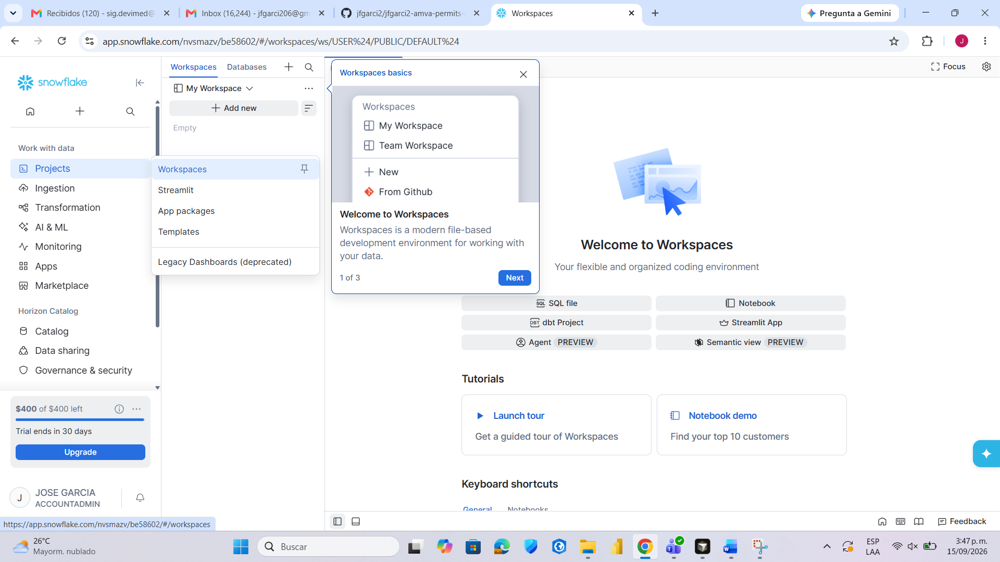 Recibidos (120) - sig.devimed@
Inbox (16,244) - jfgarci206@gm
jfgarci2/jfgarci2-amva-permits-
Workspaces
Pregunta a Gemini
app.snowflake.com/nvsmazv/be58602/#/workspaces/ws/USER%24/PUBLIC/DEFAULT%24
J
snowflake
Work with data
Projects
Ingestion
Transformation
AI & ML
Monitoring
Apps
Marketplace
Horizon Catalog
Catalog
Data sharing
Governance & security
$400 of $400 left
Trial ends in 30 days
Upgrade
J
JOSE GARCIA
ACCOUNTADMIN
https://app.snowflake.com/nvsmazv/be58602/#/workspaces
Workspaces
Databases
My Workspace
Add new
Empty
Workspaces
Streamlit
App packages
Templates
Legacy Dashboards (deprecated)
Workspaces basics
Workspaces
My Workspace
Team Workspace
New
From Github
Welcome to Workspaces
Workspaces is a modern file-based
development environment for working with
your data.
1 of 3
Next
Focus
Welcome to Workspaces
Your flexible and organized coding environment
SQL SQL file
Notebook
DBT dbt Project
Streamlit App
Agent PREVIEW
Semantic view PREVIEW
Tutorials
Launch tour
Get a guided tour of Workspaces
Notebook demo
Find your top 10 customers
Keyboard shortcuts
General
Notebooks
Feedback
26°C
Mayorm. nublado
Buscar
ESP
LAA
3:47 p. m.
15/09/2026